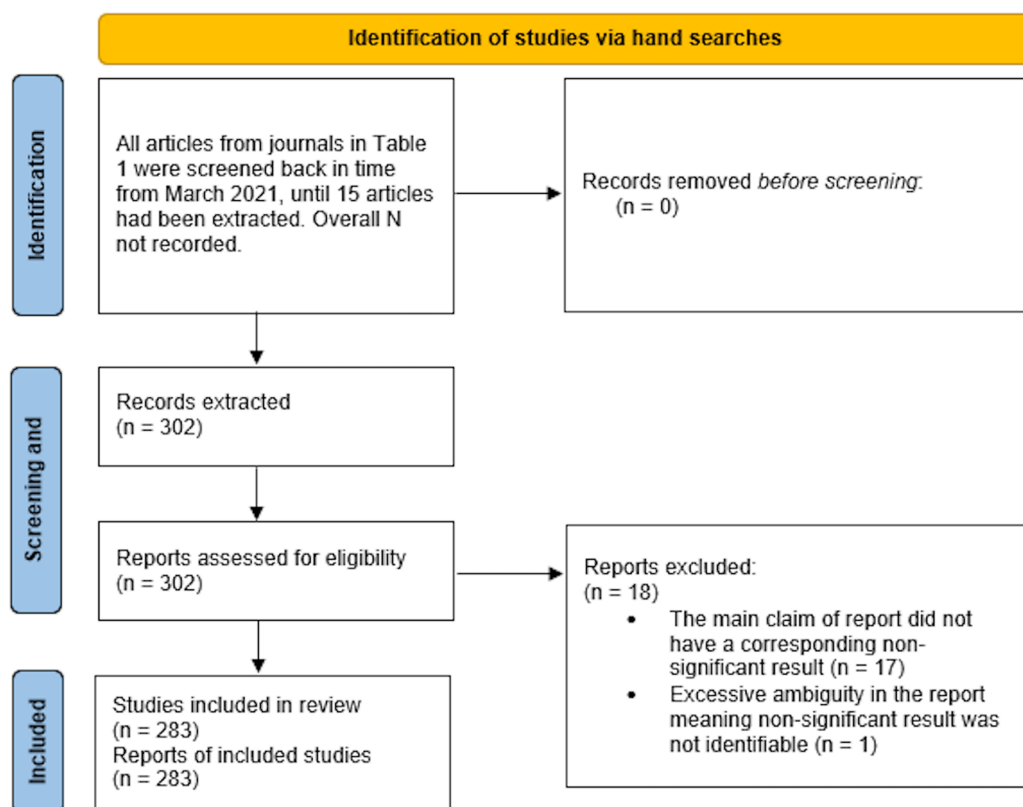 Identification of studies via hand searches
Identification
All articles from journals in Table
1 were screened back in time
from March 2021, until 15 articles
had been extracted. Overall N
not recorded.
Records removed before screening:
(n = 0)
Screening and
Records extracted
(n = 302)
Reports assessed for eligibility
(n = 302)
Reports excluded:
(n = 18)
• The main claim of report did not
have a corresponding non-
significant result (n = 17)
• Excessive ambiguity in the report
meaning non-significant result was
not identifiable (n = 1)
Included
Studies included in review
(n = 283)
Reports of included studies
(n = 283)